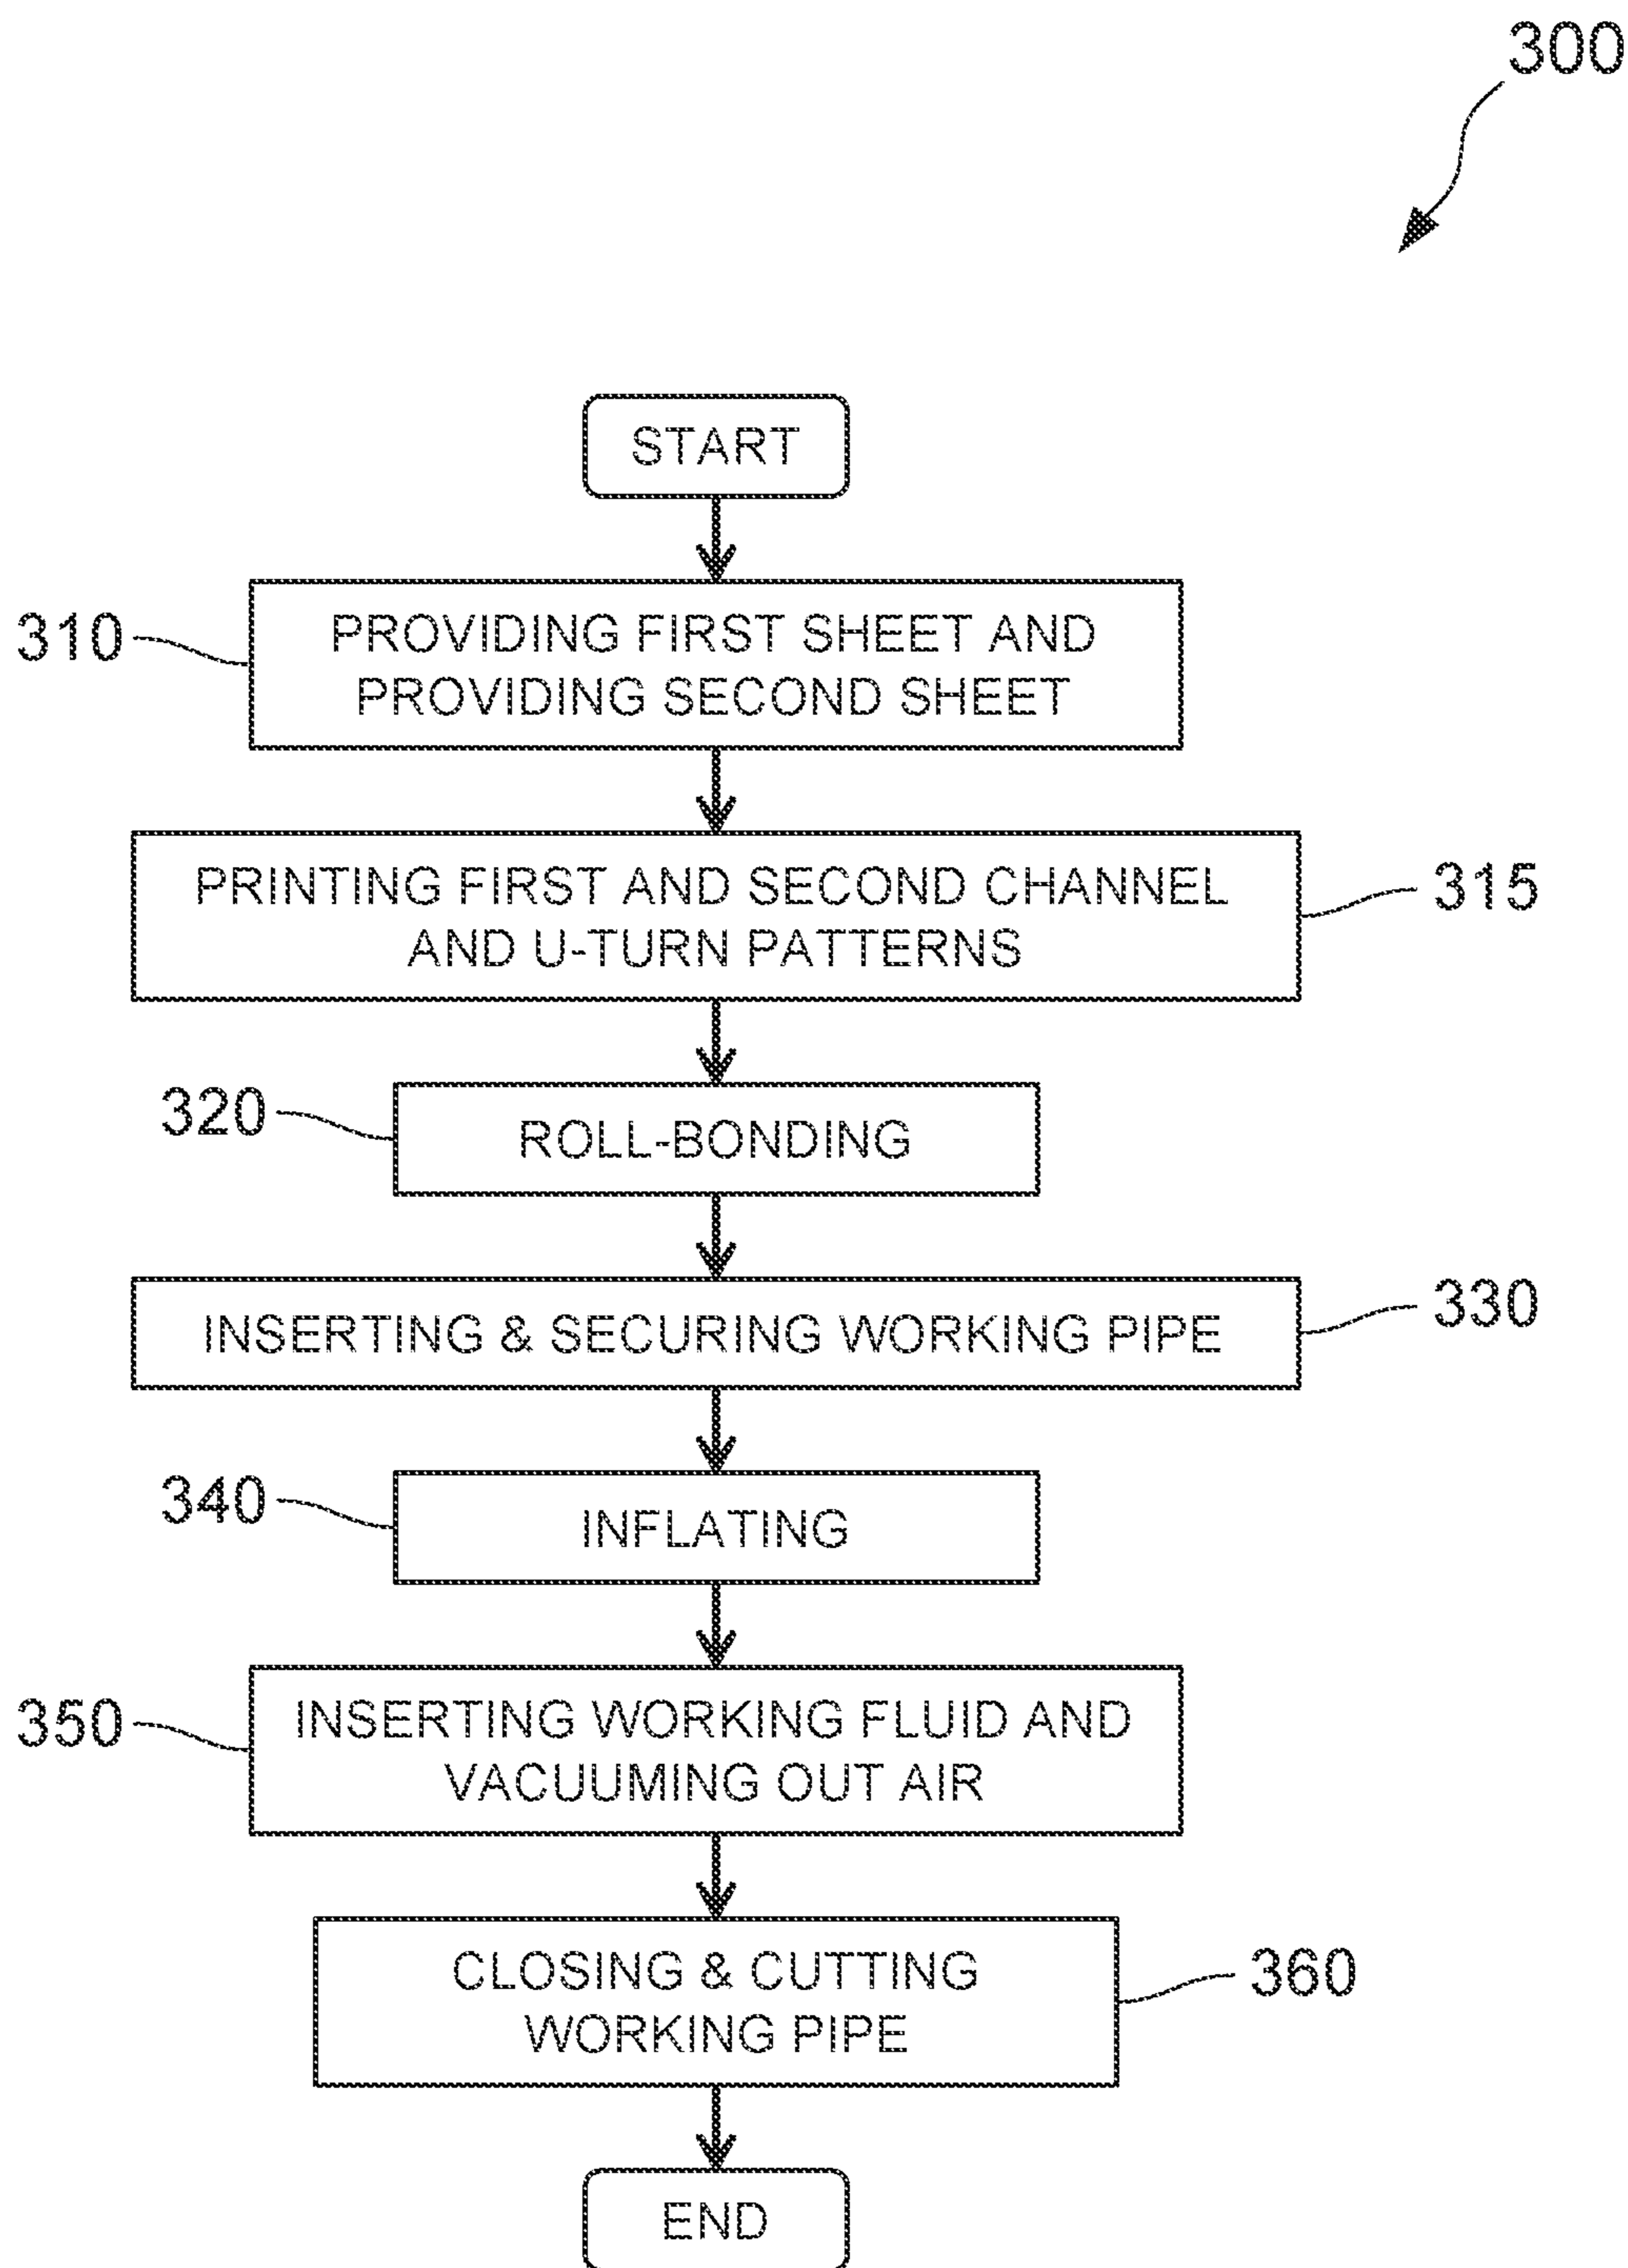 300
START
310
PROVIDING FIRST SHEET AND
PROVIDING SECOND SHEET
PRINTING FIRST AND SECOND CHANNEL
AND U-TURN PATTERNS
315
320
ROLL-BONDING
INSERTING & SECURING WORKING PIPE
330
340
INFLATING
350
INSERTING WORKING FLUID AND
VACUUMING OUT AIR
CLOSING & CUTTING
WORKING PIPE
360
END